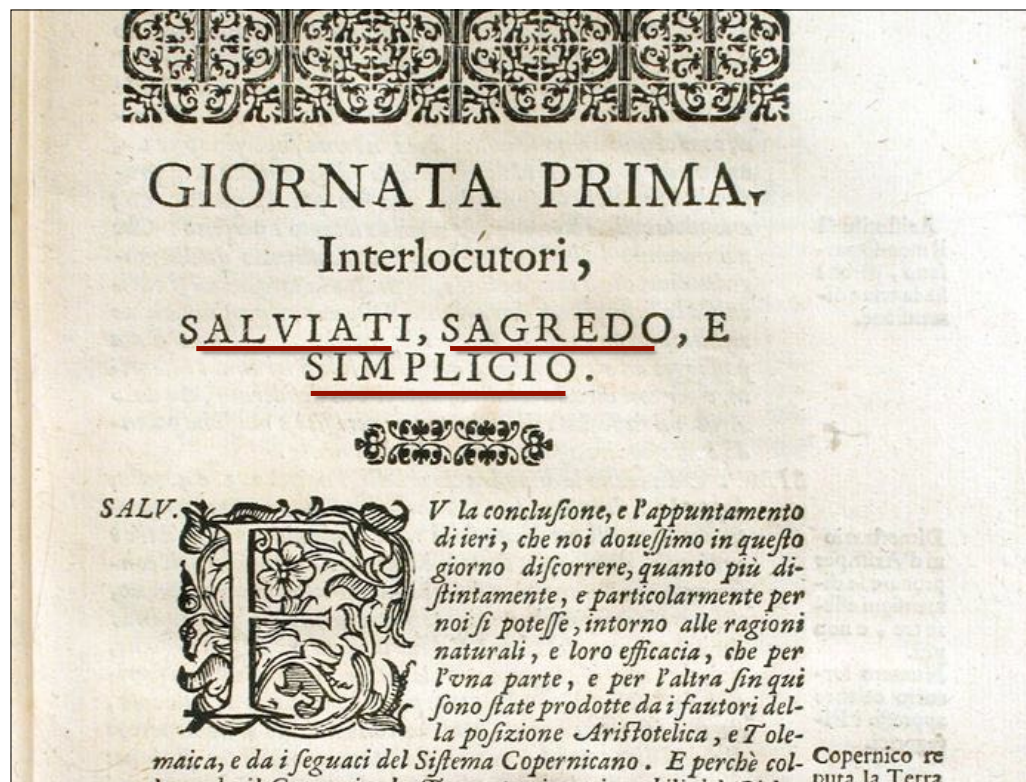 GIORNATA PRIMA,
Interlocutori,
SALVIATI, SAGREDO, E
SIMPLICIO.
SALV. FV la concluſione, e l'appuntamento
di ieri, che noi doueſſimo in queſto
giorno diſcorrere, quanto più di-
ſtintamente, e particolarmente per
noi ſi poteſſe, intorno alle ragioni
naturali, e loro efficacia, che per
l'vna parte, e per l'altra ſin qui
ſono ſtate prodotte da i fautori del-
la poſizione Ariſtotelica, e Tole-
maica, e da i ſeguaci del Siſtema Copernicano. E perchè col-
Copernico re
puta la Terra